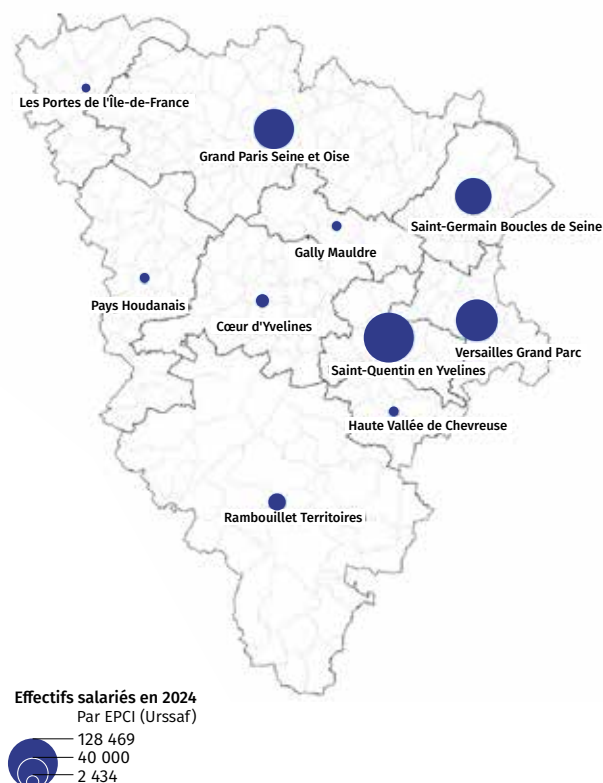 Les Portes de l'Île-de-France
Grand Paris Seine et Oise
Saint-Germain Boucles de Seine
Gally Mauldre
Pays Houdanais
Cœur d'Yvelines
Versailles Grand Parc
Saint-Quentin en Yvelines
Haute Vallée de Chevreuse
Rambouillet Territoires
Effectifs salariés en 2024
Par EPCI (Urssaf)
128 469
40 000
2 434